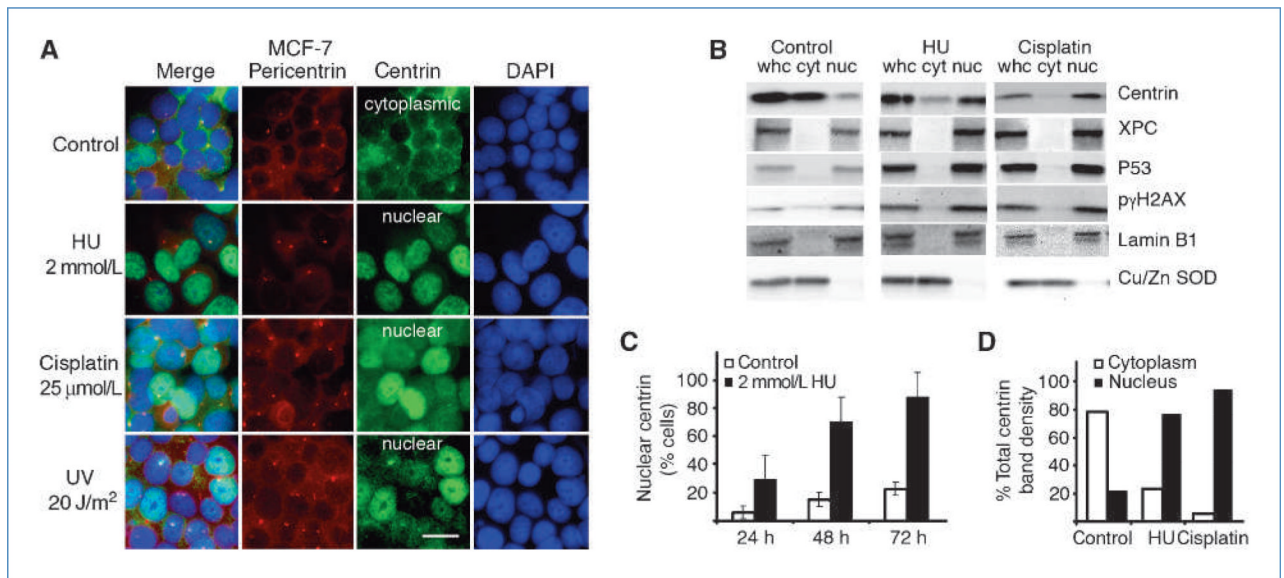 A
MCF-7
Merge Pericentrin Centrin DAPI
Control
cytoplasmic
HU
2 mmol/L
nuclear
Cisplatin
25 μmol/L
nuclear
UV
20 J/m²
nuclear
B
Control HU Cisplatin
whc cyt nuc whc cyt nuc whc cyt nuc
Centrin
XPC
P53
pγH2AX
Lamin B1
Cu/Zn SOD
C
Control
2 mmol/L HU
Nuclear centrin
(% cells)
100
80
60
40
20
24 h 48 h 72 h
D
Cytoplasm
Nucleus
% Total centrin
band density
100
80
60
40
20
Control HU Cisplatin